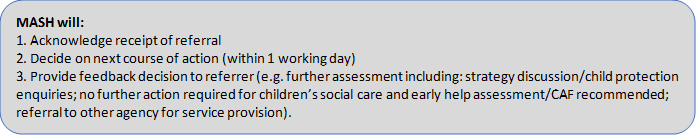 MASH will:
1. Acknowledge receipt of referral
2. Decide on next course of action (within 1 working day)
3. Provide feedback decision to referrer (e.g. further assessment including: strategy discussion/child protection
enquiries; no further action required for children’s social care and early help assessment/CAF recommended;
referral to other agency for service provision).